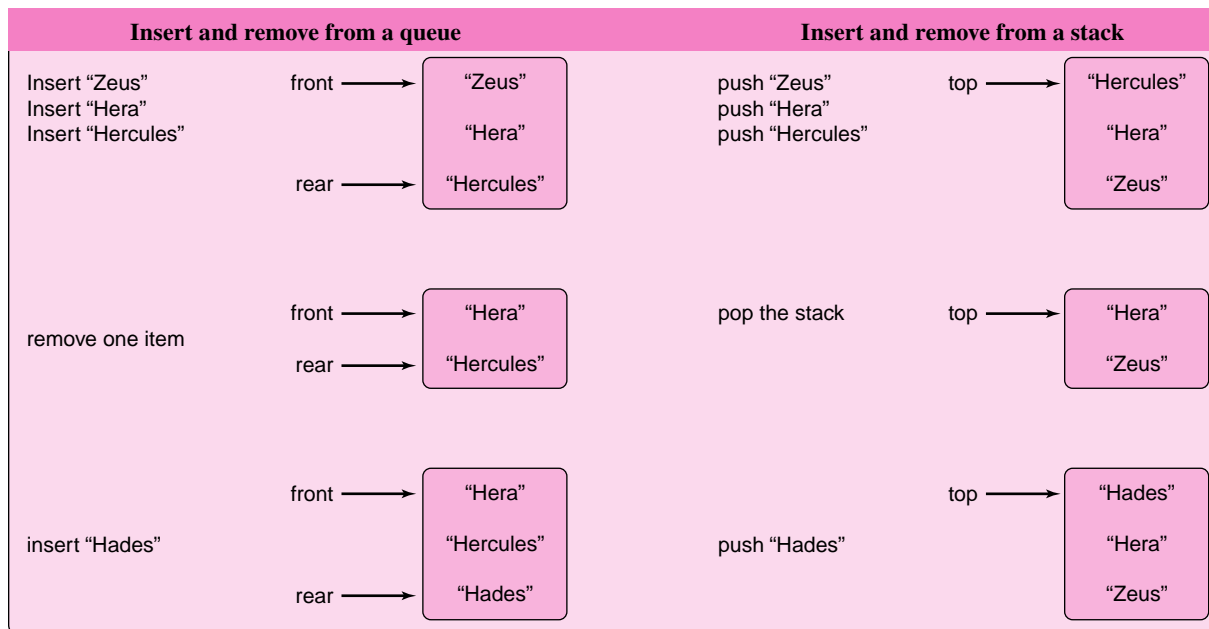 Insert and remove from a queue
Insert and remove from a stack
Insert “Zeus”
Insert “Hera”
Insert “Hercules”
front
“Zeus”
“Hera”
rear
“Hercules”
push “Zeus”
push “Hera”
push “Hercules”
top
“Hercules”
“Hera”
“Zeus”
remove one item
front
“Hera”
rear
“Hercules”
pop the stack
top
“Hera”
“Zeus”
insert “Hades”
front
“Hera”
“Hercules”
rear
“Hades”
push “Hades”
top
“Hades”
“Hera”
“Zeus”